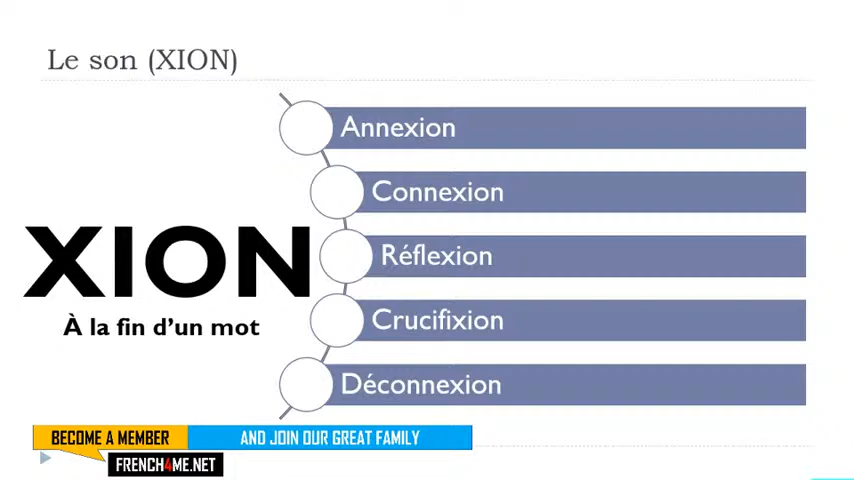 Le son (XION)
Annexion
Connexion
Réflexion
Crucifixion
Déconnexion
XION
À la fin d'un mot
BECOME A MEMBER
AND JOIN OUR GREAT FAMILY
FRENCH4ME.NET